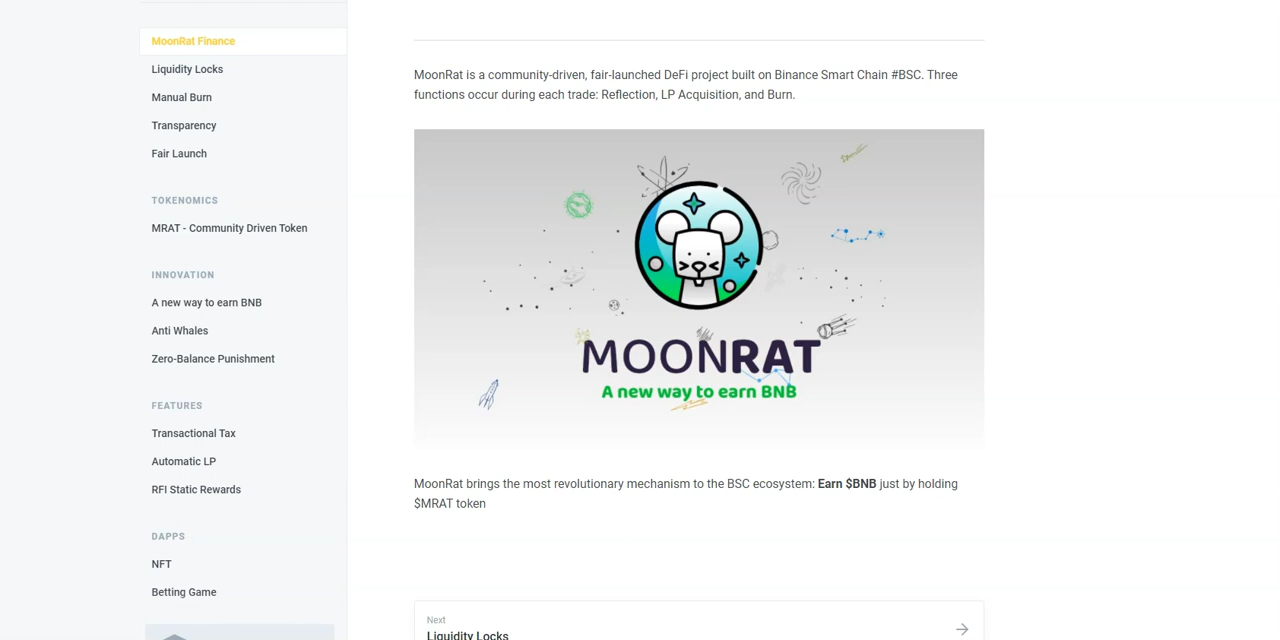 MoonRat Finance
Liquidity Locks
Manual Burn
Transparency
Fair Launch
TOKENOMICS
MRAT - Community Driven Token
INNOVATION
A new way to earn BNB
Anti Whales
Zero-Balance Punishment
FEATURES
Transactional Tax
Automatic LP
RFI Static Rewards
DAPPS
NFT
Betting Game
MoonRat is a community-driven, fair-launched DeFi project built on Binance Smart Chain #BSC. Three
functions occur during each trade: Reflection, LP Acquisition, and Burn.
MOONRAT
A new way to earn BNB
MoonRat brings the most revolutionary mechanism to the BSC ecosystem: Earn $BNB just by holding
$MRAT token
Next
Liquidity Locks